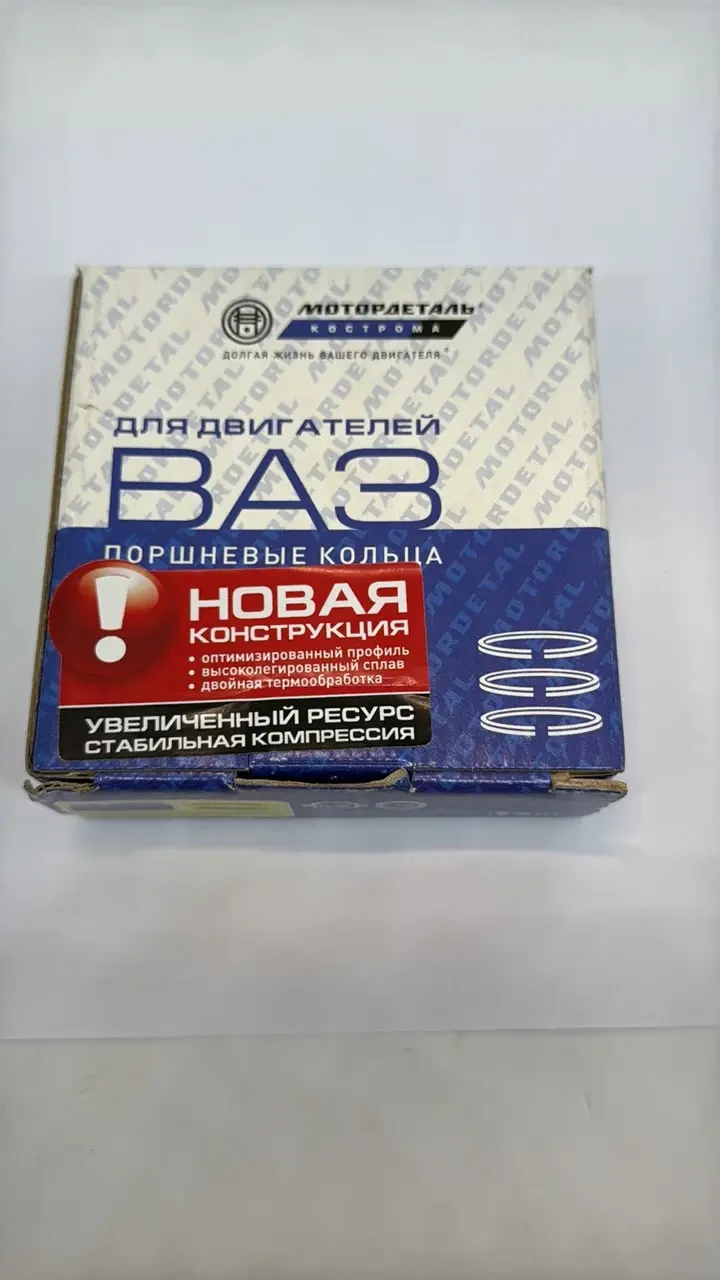 МОТОРДЕТАЛЬ®
КОСТРОМА
ДОЛГАЯ ЖИЗНЬ ВАШЕГО ДВИГАТЕЛЯ®
ДЛЯ ДВИГАТЕЛЕЙ
ВАЗ
ПОРШНЕВЫЕ КОЛЬЦА
!
НОВАЯ
КОНСТРУКЦИЯ
• оптимизированный профиль
• высоколегированный сплав
• двойная термообработка
УВЕЛИЧЕННЫЙ РЕСУРС
СТАБИЛЬНАЯ КОМПРЕССИЯ
MOTORDETAL